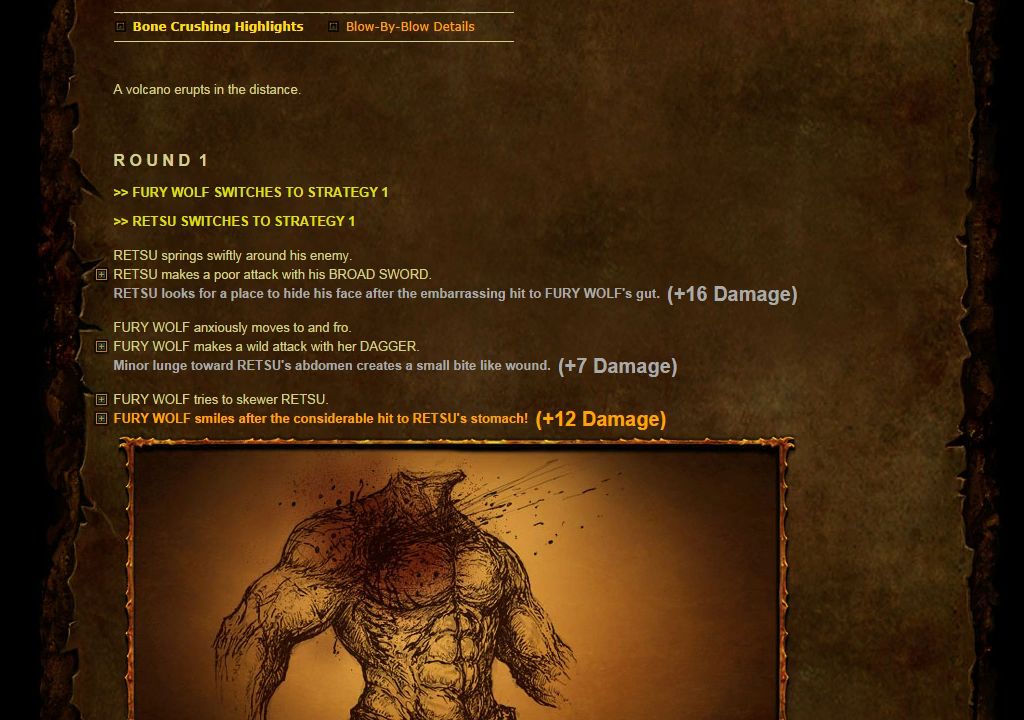 Bone Crushing Highlights Blow-By-Blow Details
A volcano erupts in the distance.
ROUND 1
>> FURY WOLF SWITCHES TO STRATEGY 1
>> RETSU SWITCHES TO STRATEGY 1
RETSU springs swiftly around his enemy.
RETSU makes a poor attack with his BROAD SWORD.
RETSU looks for a place to hide his face after the embarrassing hit to FURY WOLF's gut. (+16 Damage)
FURY WOLF anxiously moves to and fro.
FURY WOLF makes a wild attack with her DAGGER.
Minor lunge toward RETSU's abdomen creates a small bite like wound. (+7 Damage)
FURY WOLF tries to skewer RETSU.
FURY WOLF smiles after the considerable hit to RETSU's stomach! (+12 Damage)